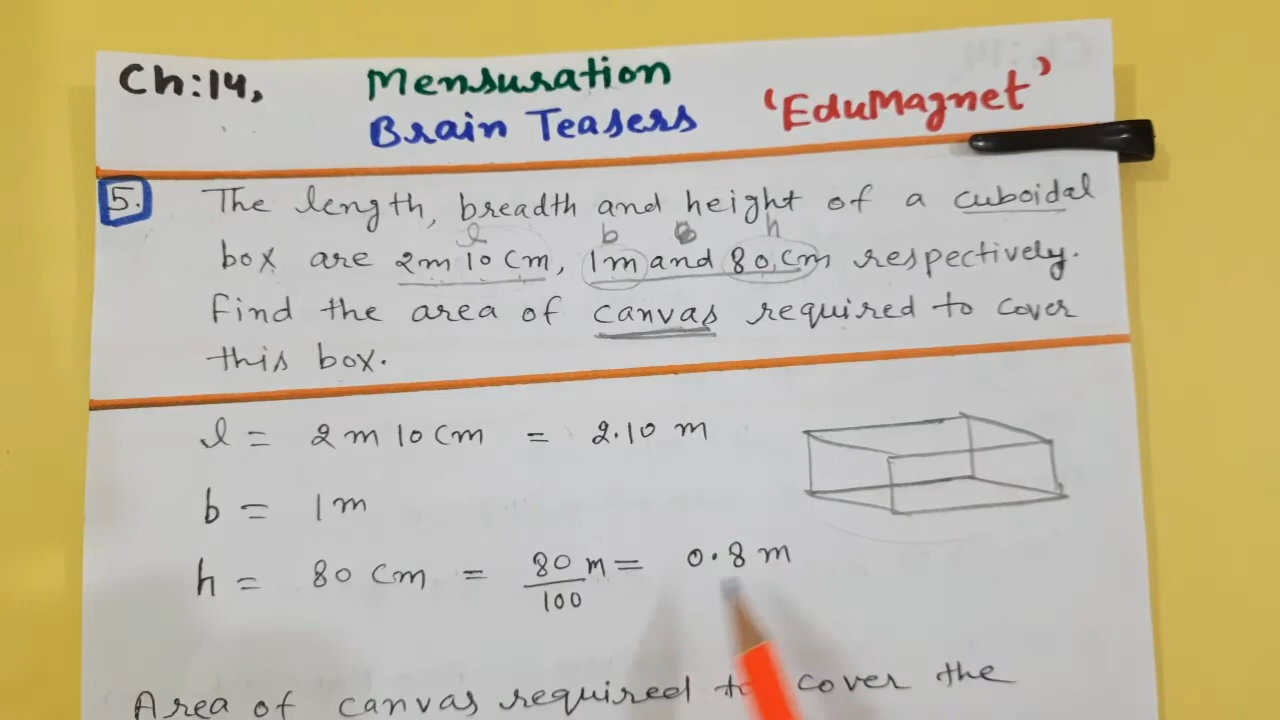 Ch:14, Mensuration
Brain Teasers 'EduMagnet'
5. The length, breadth and height of a cuboidal
l b h
box are 2m 10 cm, 1m and 80 cm respectively.
Find the area of canvas required to cover
this box.
l = 2 m 10 cm = 2.10 m
b = 1 m
h = 80 cm = 80/100 m = 0.8 m
Area of canvas required to cover the